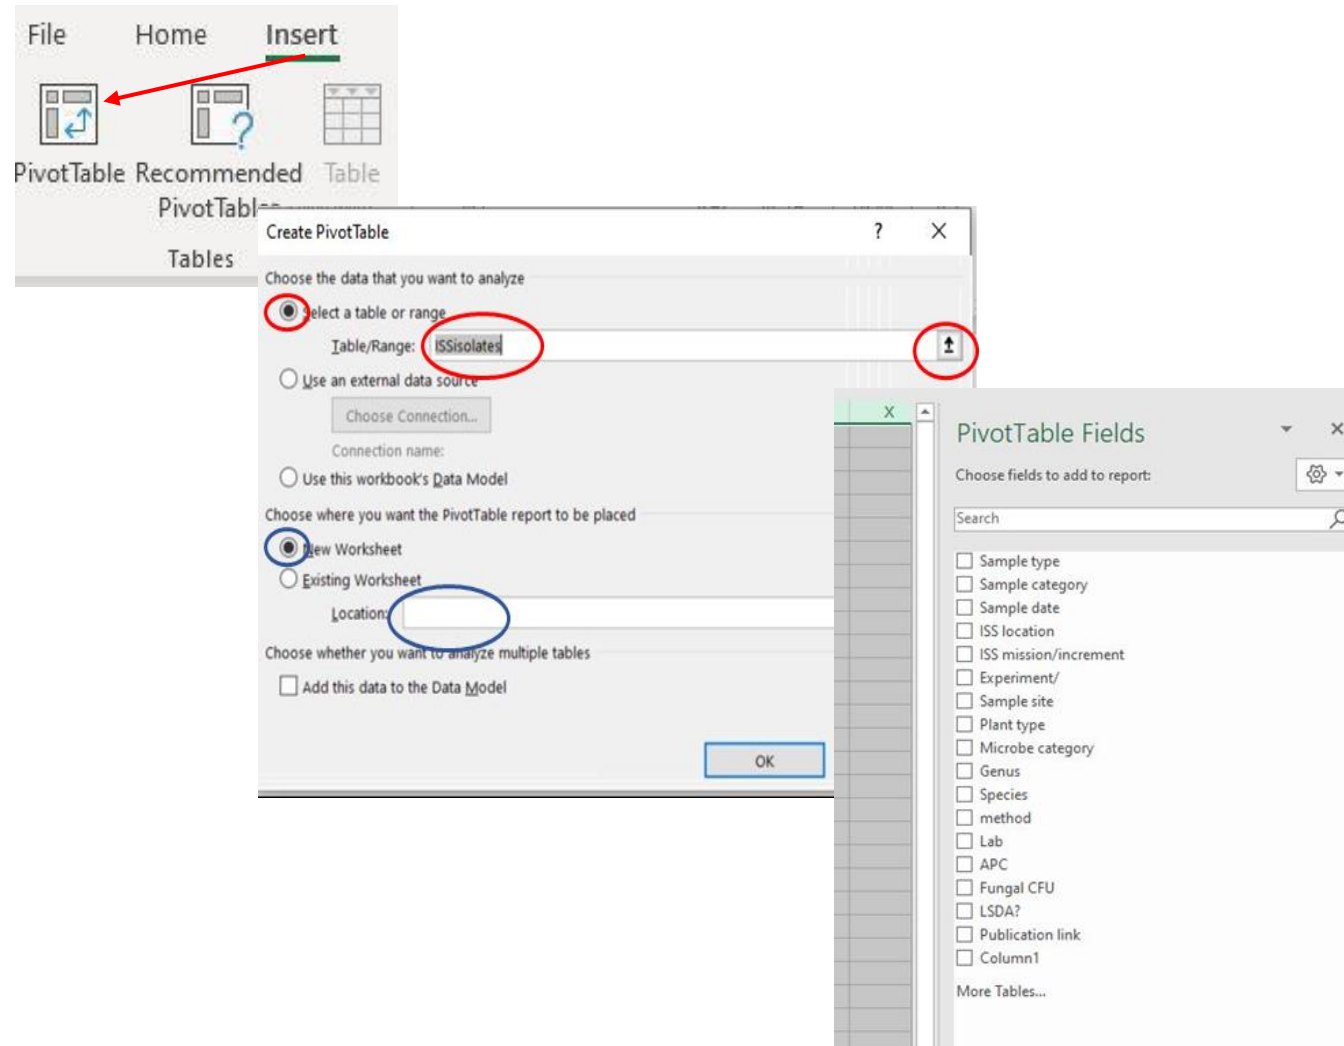 File Home Insert
PivotTable Recommended Table
PivotTables
Tables
Create PivotTable ? X
Choose the data that you want to analyze
Select a table or range
Table/Range: ISSisolates
Use an external data source
Choose Connection...
Connection name:
Use this workbook's Data Model
Choose where you want the PivotTable report to be placed
New Worksheet
Existing Worksheet
Location:
Choose whether you want to analyze multiple tables
Add this data to the Data Model
OK
X
PivotTable Fields
Choose fields to add to report:
Search
Sample type
Sample category
Sample date
ISS location
ISS mission/increment
Experiment/
Sample site
Plant type
Microbe category
Genus
Species
method
Lab
APC
Fungal CFU
LSDA?
Publication link
Column1
More Tables...